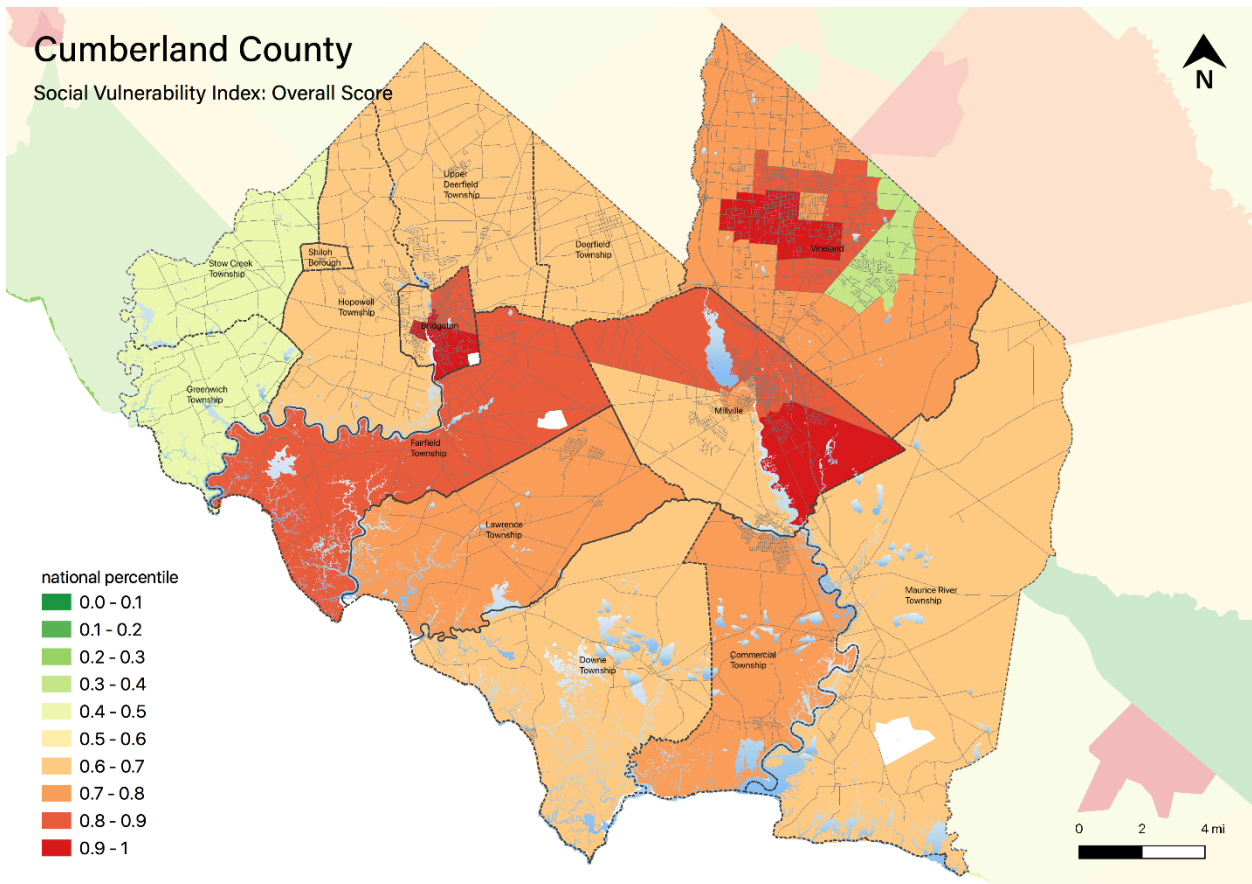 Cumberland County
Social Vulnerability Index: Overall Score
N
Upper
Deerfield
Township
Deerfield
Township
Vineland
Stow Creek
Township
Shiloh
Borough
Hopewell
Township
Bridgeton
Greenwich
Township
Millville
Fairfield
Township
Lawrence
Township
Maurice River
Township
Downe
Township
Commercial
Township
national percentile
0.0 - 0.1
0.1 - 0.2
0.2 - 0.3
0.3 - 0.4
0.4 - 0.5
0.5 - 0.6
0.6 - 0.7
0.7 - 0.8
0.8 - 0.9
0.9 - 1
0 2 4 mi